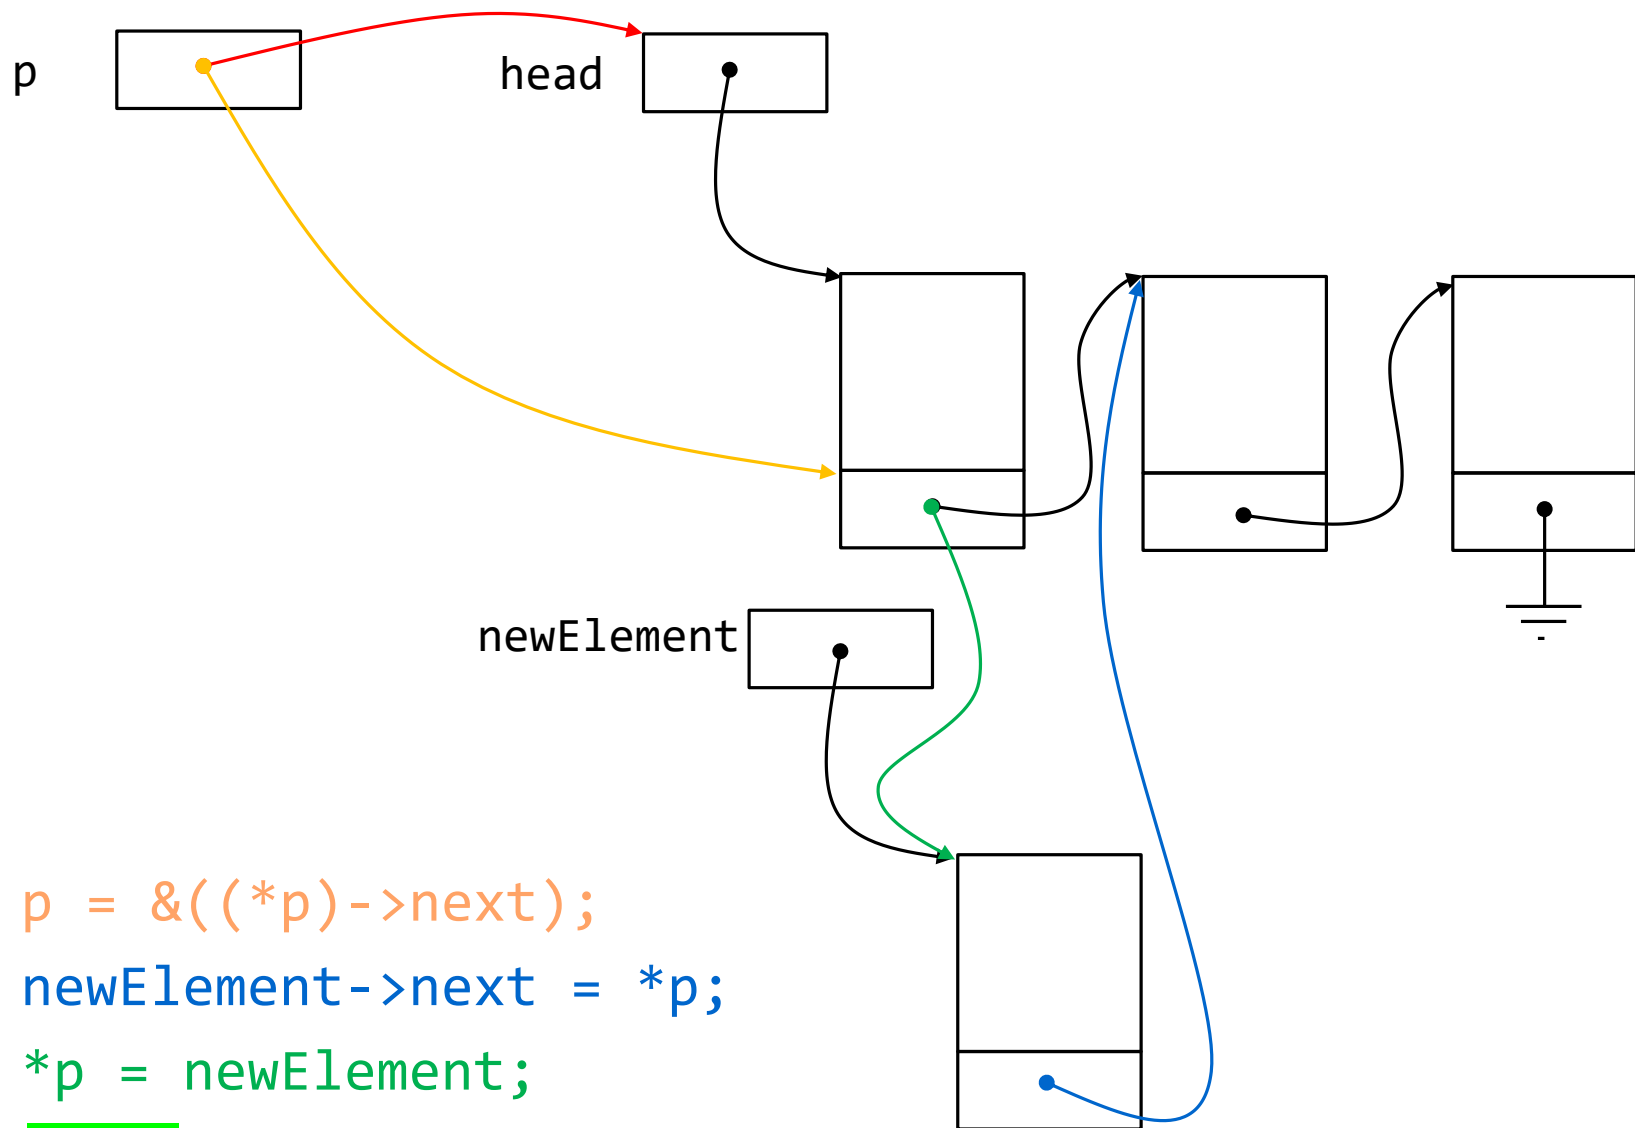 p
head
newElement
p = &((*p)->next);
newElement->next = *p;
*p = newElement;